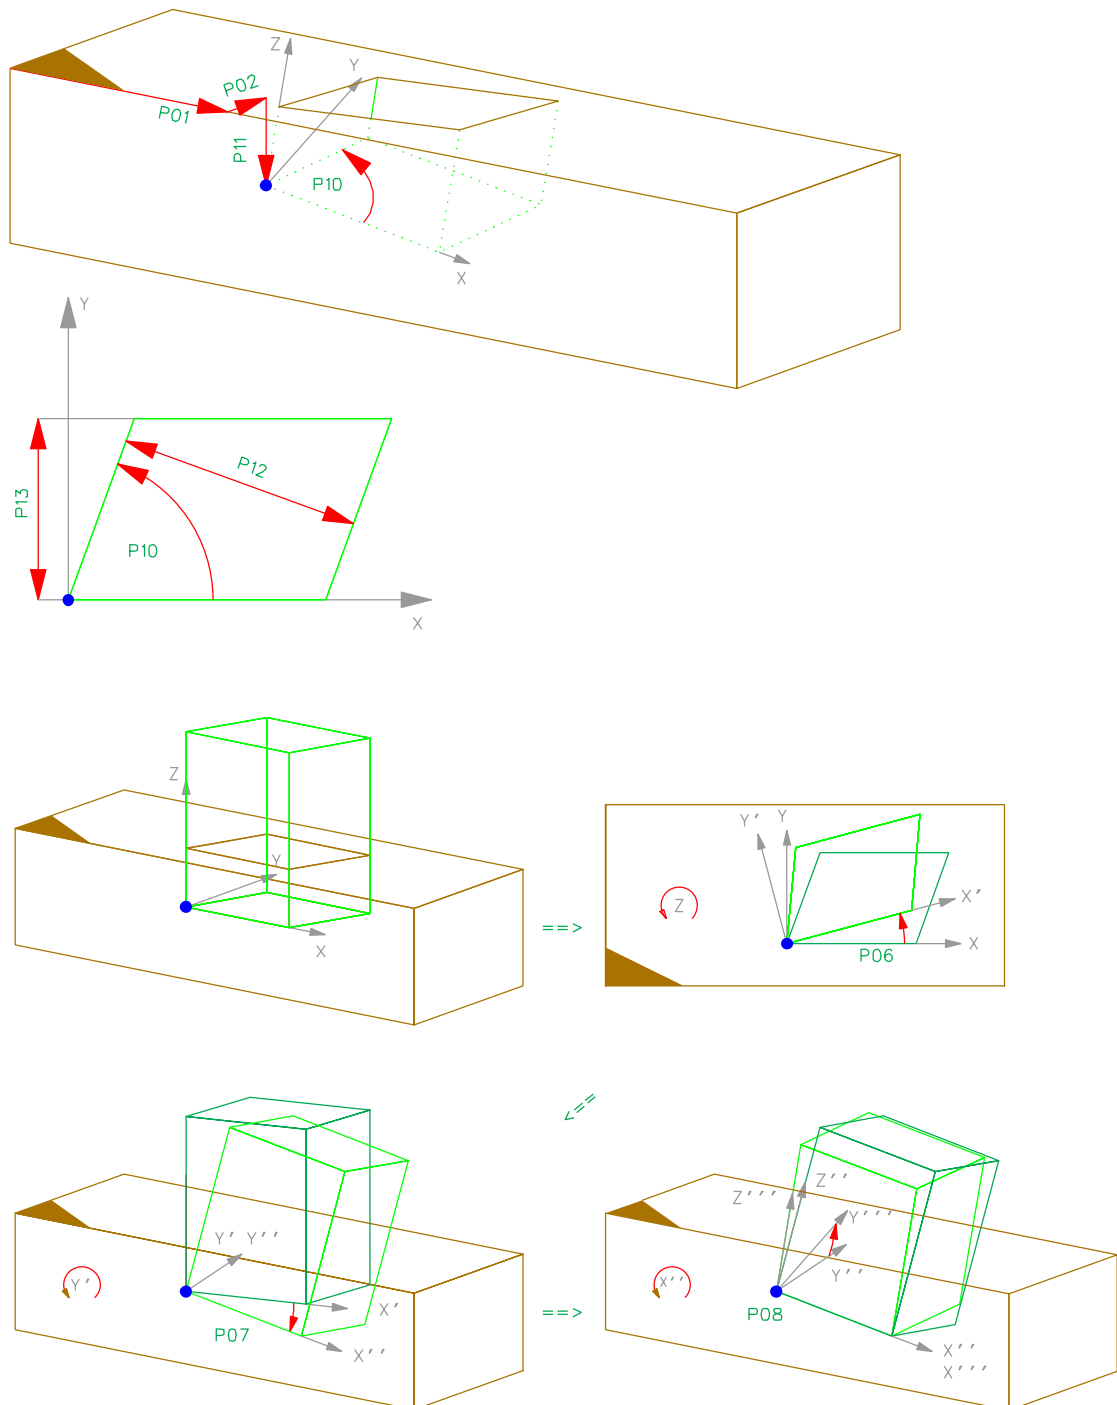 Z
Y
P02
P01
P11
P10
X
Y
P12
P13
P10
X
Z
Y
X
==>
Y' Y
Z
X'
X
P06
<==
Y' Y''
Y'
X'
P07
X''
==>
Z''
Z'''
Y'''
Y''
X''
P08
X''
X'''